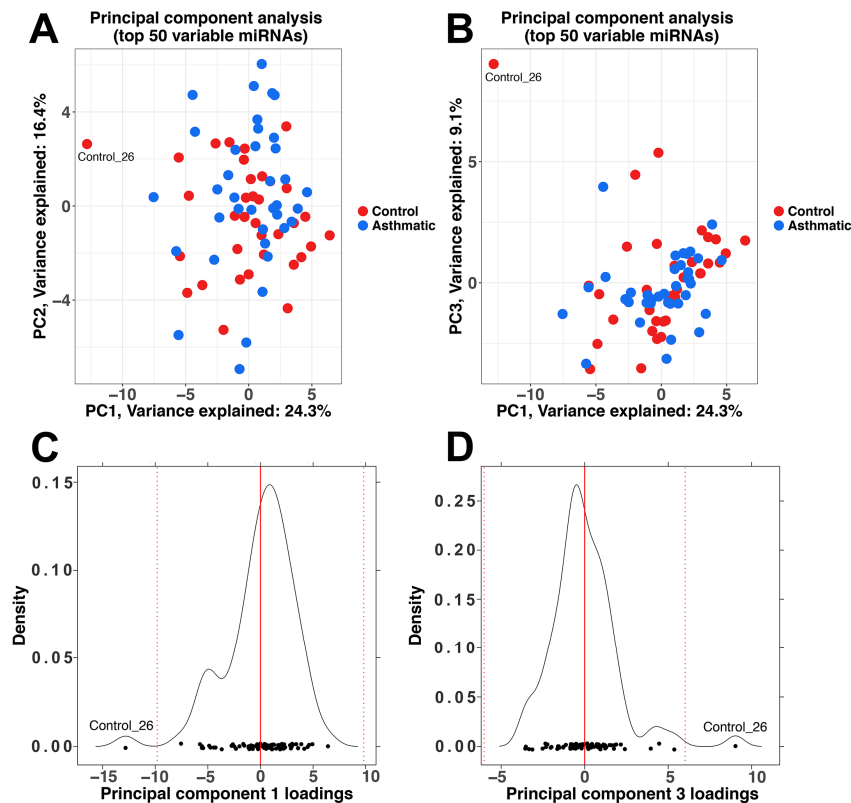 A
Principal component analysis
(top 50 variable miRNAs)
PC2, Variance explained: 16.4%
4
0
−4
Control_26
−10
−5
0
5
PC1, Variance explained: 24.3%
Control
Asthmatic
B
Principal component analysis
(top 50 variable miRNAs)
PC3, Variance explained: 9.1%
5
0
Control_26
−10
−5
0
5
PC1, Variance explained: 24.3%
Control
Asthmatic
C
Density
0.15
0.10
0.05
0.00
Control_26
−15
−10
−5
0
5
10
Principal component 1 loadings
D
Density
0.25
0.20
0.15
0.10
0.05
0.00
Control_26
−5
0
5
10
Principal component 3 loadings